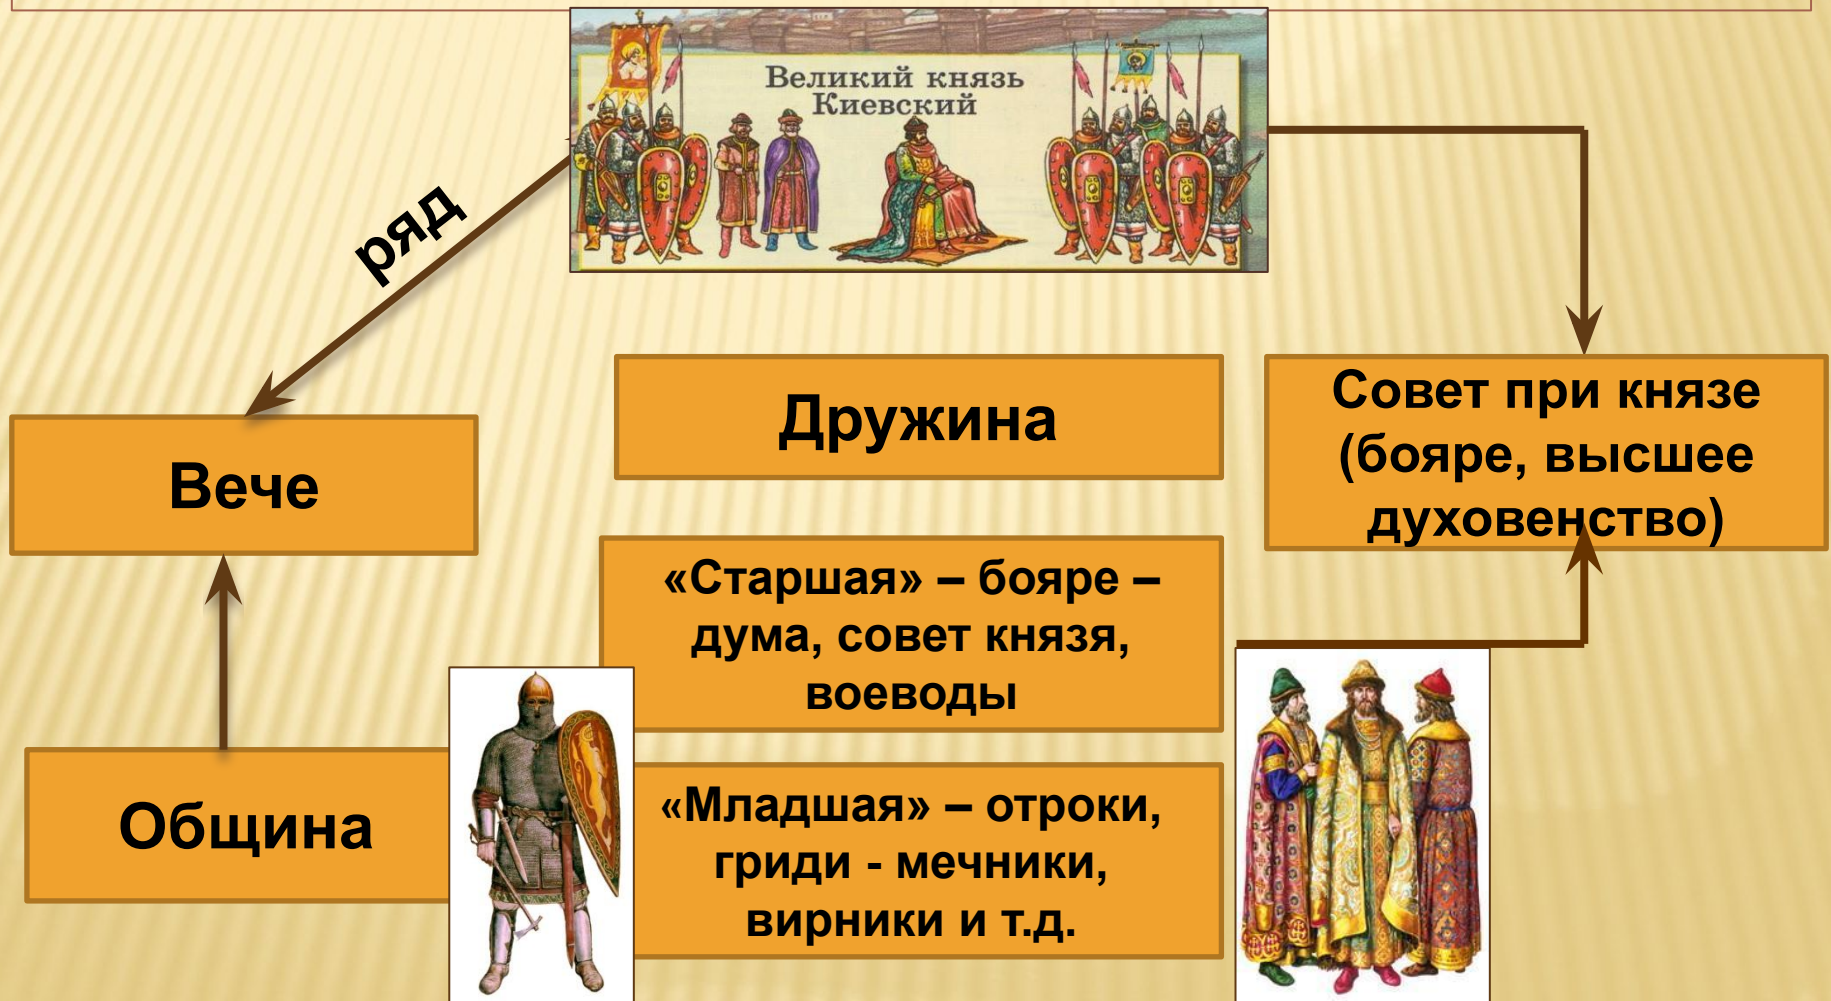 Великий князь
Киевский
ряд
Вече
Дружина
Совет при князе
(бояре, высшее
духовенство)
«Старшая» – бояре –
дума, совет князя,
воеводы
Община
«Младшая» – отроки,
гриди - мечники,
вирники и т.д.